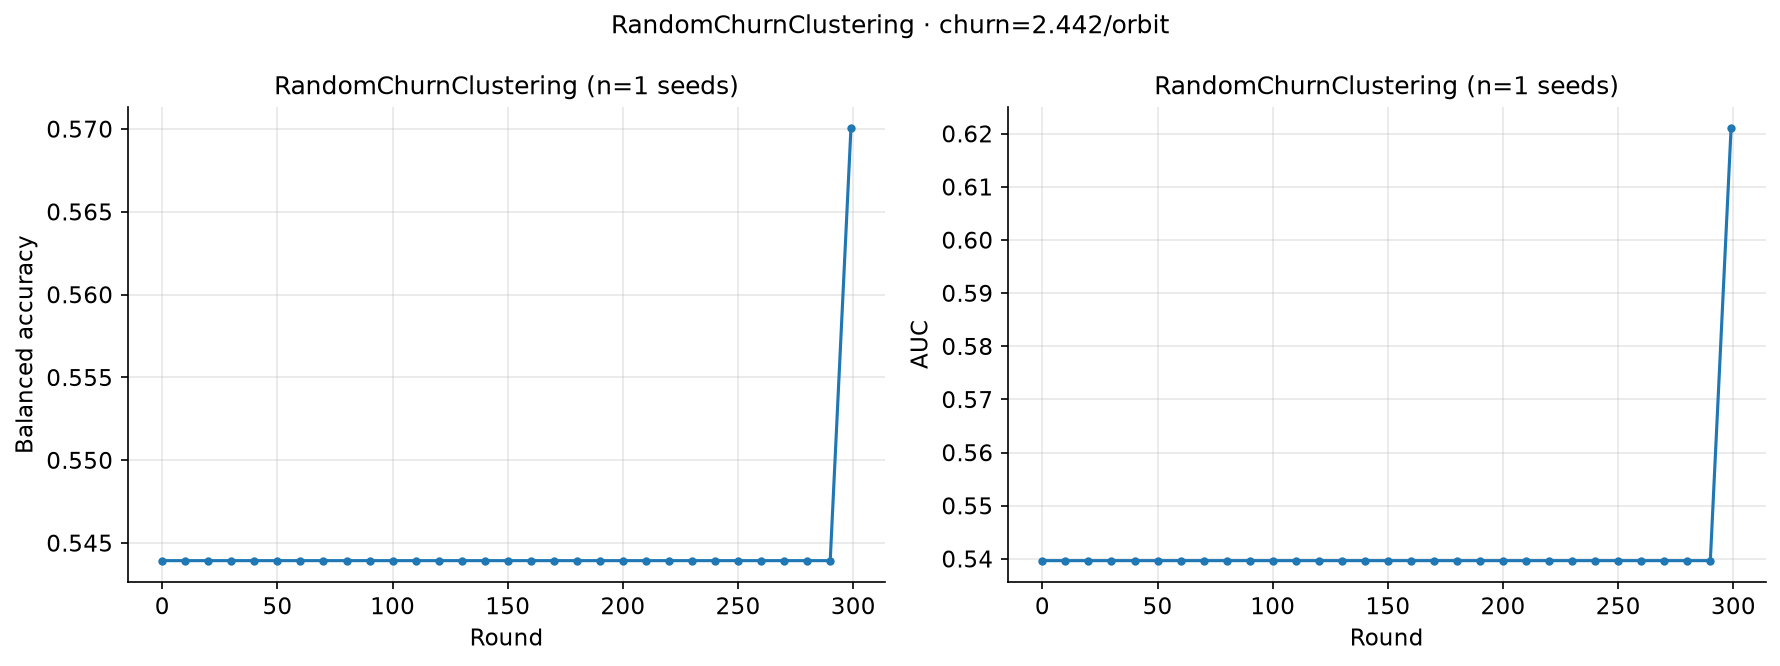 RandomChurnClustering · churn=2.442/orbit
RandomChurnClustering (n=1 seeds)
Balanced accuracy
0.570
0.565
0.560
0.555
0.550
0.545
0 50 100 150 200 250 300
Round
RandomChurnClustering (n=1 seeds)
AUC
0.62
0.61
0.60
0.59
0.58
0.57
0.56
0.55
0.54
0 50 100 150 200 250 300
Round